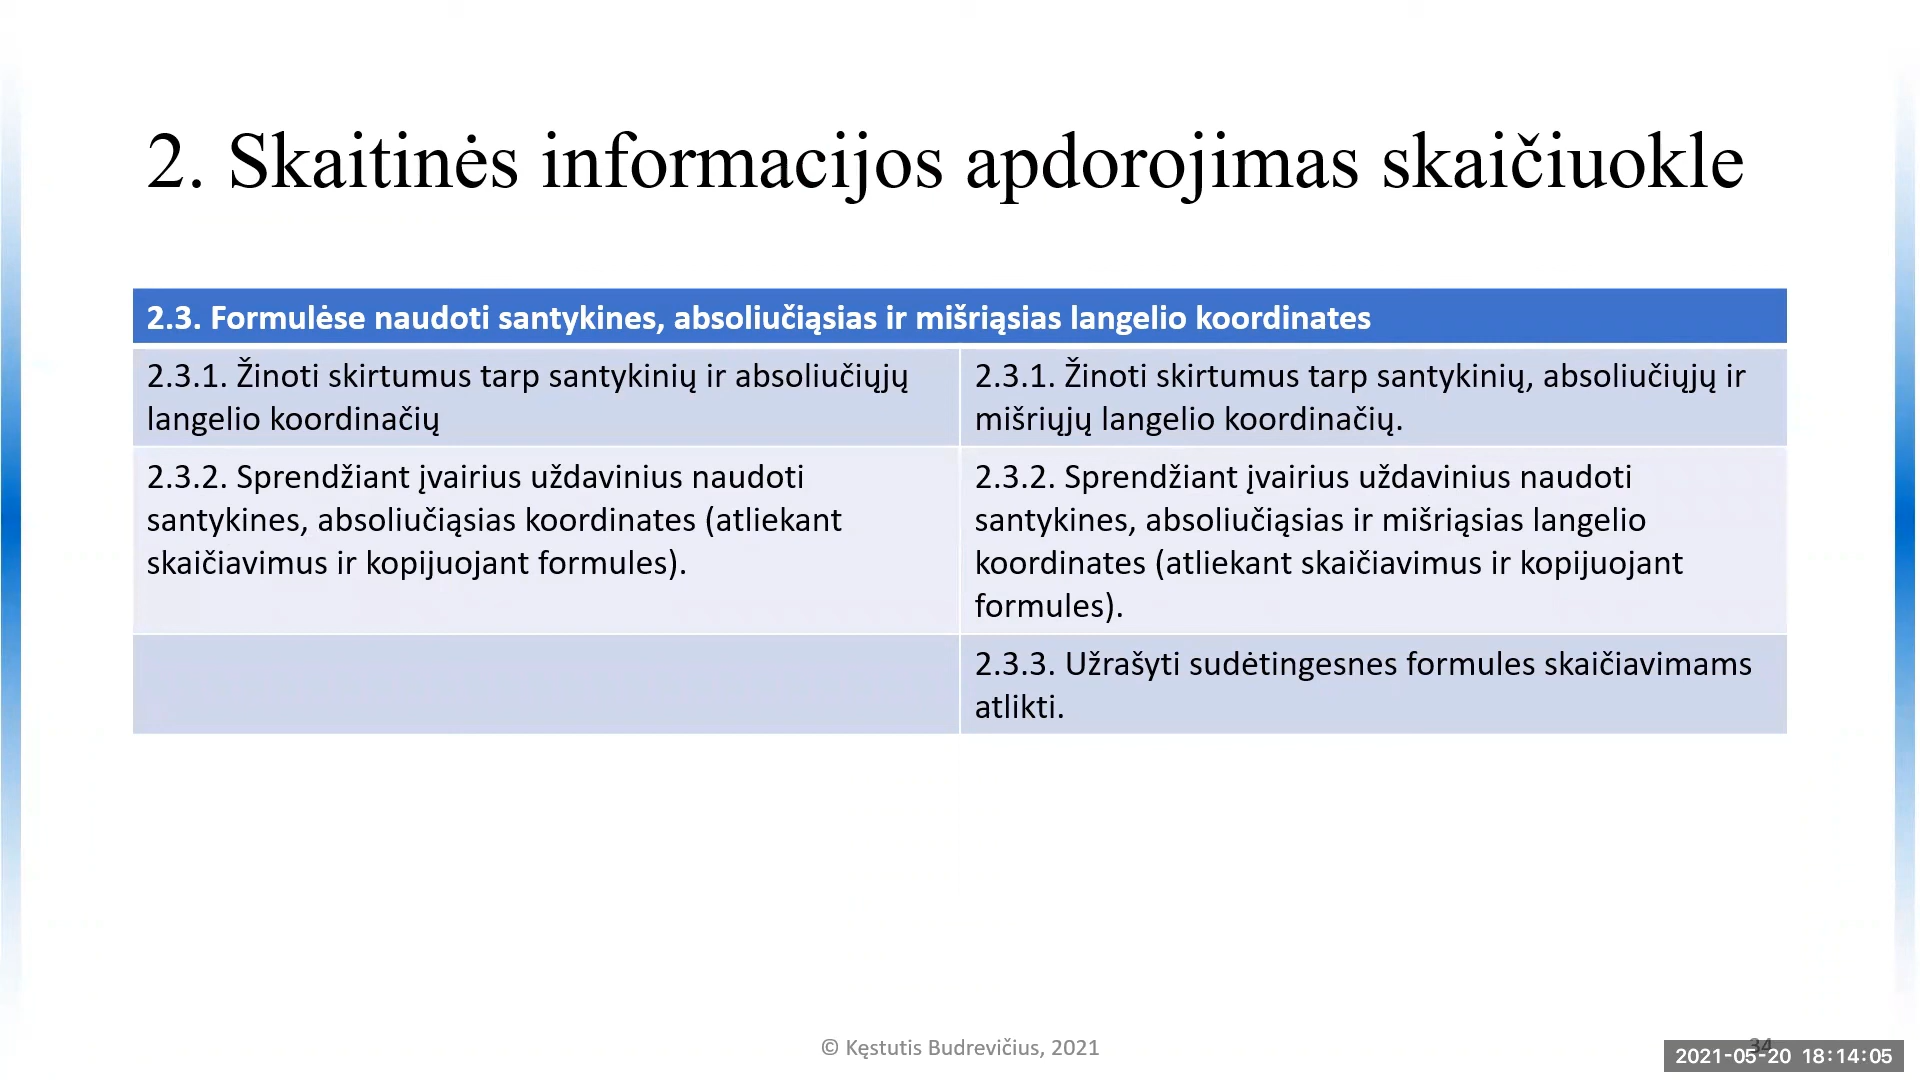 2. Skaitinės informacijos apdorojimas skaičiuokle
2.3. Formulėse naudoti santykines, absoliučiąsias ir mišriąsias langelio koordinates
2.3.1. Žinoti skirtumus tarp santykinių ir absoliučiųjų
langelio koordinačių
2.3.1. Žinoti skirtumus tarp santykinių, absoliučiųjų ir
mišriųjų langelio koordinačių.
2.3.2. Sprendžiant įvairius uždavinius naudoti
santykines, absoliučiąsias koordinates (atliekant
skaičiavimus ir kopijuojant formules).
2.3.2. Sprendžiant įvairius uždavinius naudoti
santykines, absoliučiąsias ir mišriąsias langelio
koordinates (atliekant skaičiavimus ir kopijuojant
formules).
2.3.3. Užrašyti sudėtingesnes formules skaičiavimams
atlikti.
© Kęstutis Budrevičius, 2021
34
2021-05-20 18:14:05